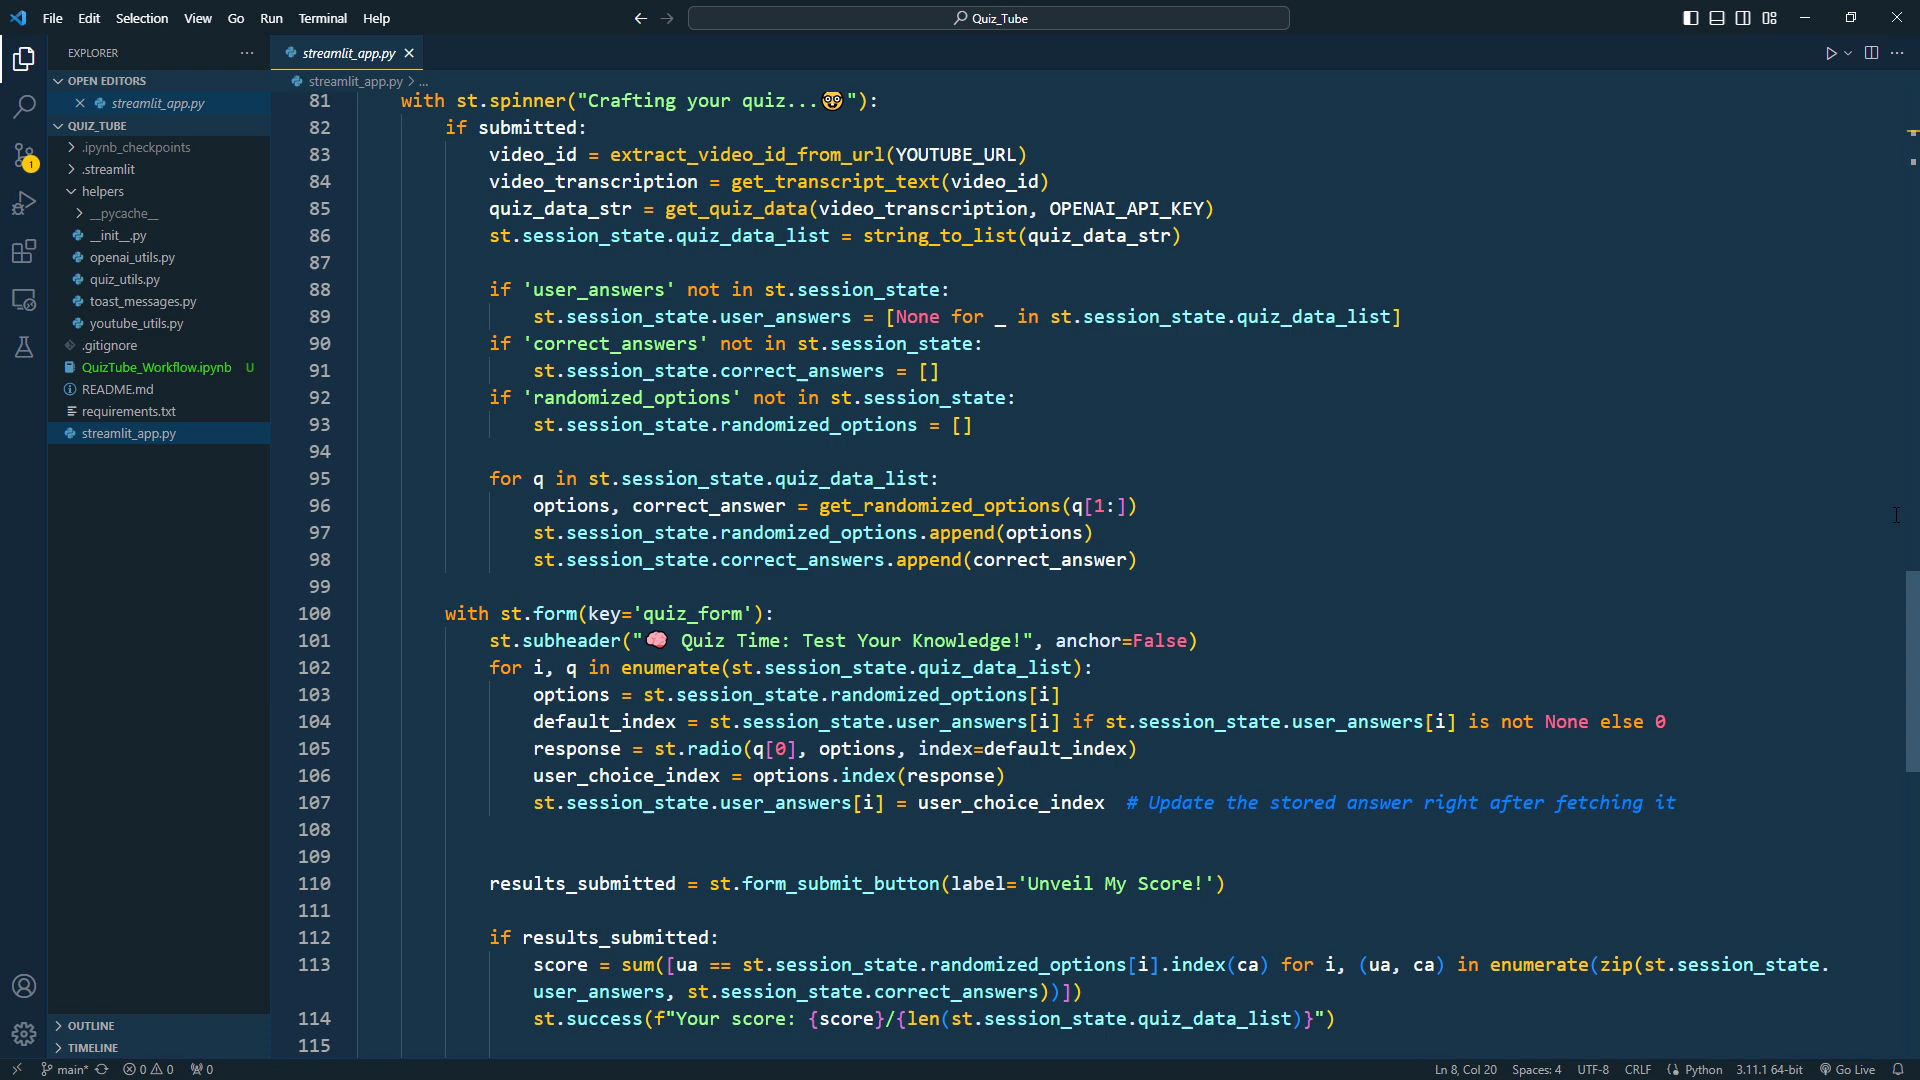 File Edit Selection View Go Run Terminal Help
Quiz_Tube
EXPLORER
OPEN EDITORS
streamlit_app.py
QUIZ_TUBE
.ipynb_checkpoints
.streamlit
helpers
__pycache__
__init__.py
openai_utils.py
quiz_utils.py
toast_messages.py
youtube_utils.py
.gitignore
QuizTube_Workflow.ipynb U
README.md
requirements.txt
streamlit_app.py
OUTLINE
TIMELINE
1
streamlit_app.py
streamlit_app.py > ...
81 with st.spinner("Crafting your quiz...🤓"):
82 if submitted:
83 video_id = extract_video_id_from_url(YOUTUBE_URL)
84 video_transcription = get_transcript_text(video_id)
85 quiz_data_str = get_quiz_data(video_transcription, OPENAI_API_KEY)
86 st.session_state.quiz_data_list = string_to_list(quiz_data_str)
87
88 if 'user_answers' not in st.session_state:
89 st.session_state.user_answers = [None for _ in st.session_state.quiz_data_list]
90 if 'correct_answers' not in st.session_state:
91 st.session_state.correct_answers = []
92 if 'randomized_options' not in st.session_state:
93 st.session_state.randomized_options = []
94
95 for q in st.session_state.quiz_data_list:
96 options, correct_answer = get_randomized_options(q[1:])
97 st.session_state.randomized_options.append(options)
98 st.session_state.correct_answers.append(correct_answer)
99
100 with st.form(key='quiz_form'):
101 st.subheader("🧠 Quiz Time: Test Your Knowledge!", anchor=False)
102 for i, q in enumerate(st.session_state.quiz_data_list):
103 options = st.session_state.randomized_options[i]
104 default_index = st.session_state.user_answers[i] if st.session_state.user_answers[i] is not None else 0
105 response = st.radio(q[0], options, index=default_index)
106 user_choice_index = options.index(response)
107 st.session_state.user_answers[i] = user_choice_index # Update the stored answer right after fetching it
108
109
110 results_submitted = st.form_submit_button(label='Unveil My Score!')
111
112 if results_submitted:
113 score = sum([ua == st.session_state.randomized_options[i].index(ca) for i, (ua, ca) in enumerate(zip(st.session_state.
user_answers, st.session_state.correct_answers))])
114 st.success(f"Your score: {score}/{len(st.session_state.quiz_data_list)}")
115
main* 0 0 0 Ln 8, Col 20 Spaces: 4 UTF-8 CRLF Python 3.11.1 64-bit Go Live